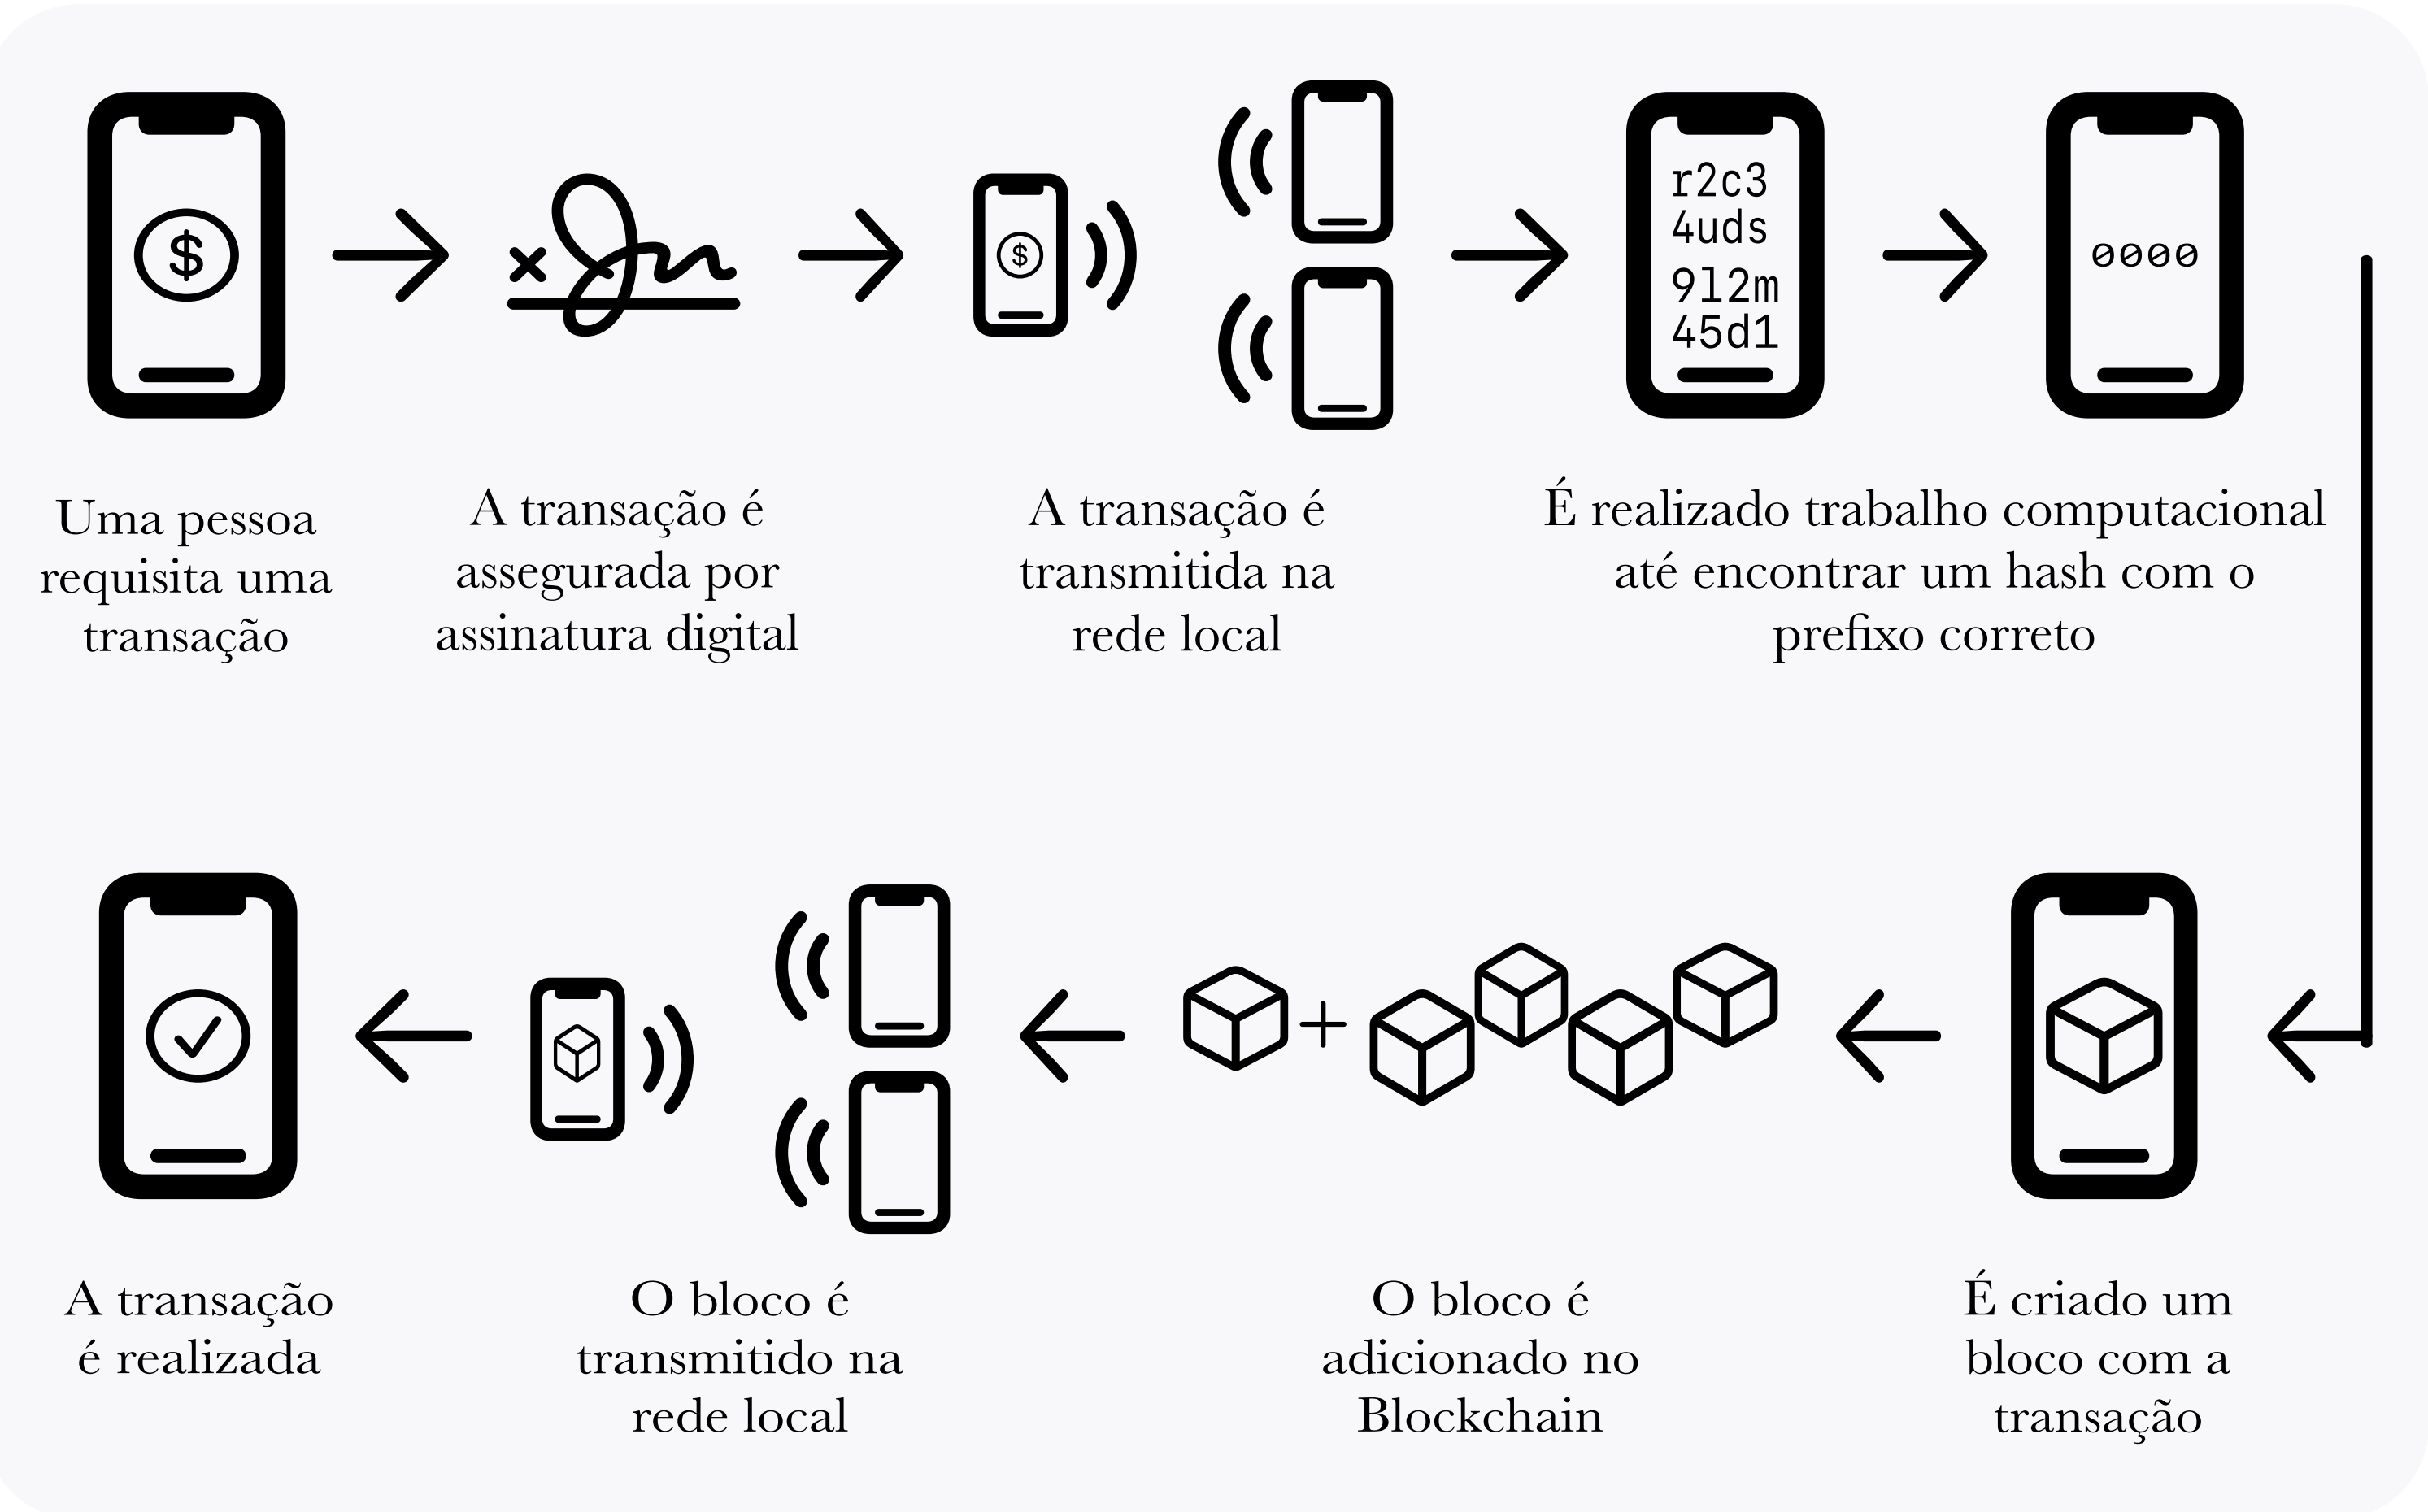 $
x
$
r2c3
4uds
9l2m
45d1
0000
Uma pessoa
requisita uma
transação
A transação é
assegurada por
assinatura digital
A transação é
transmitida na
rede local
É realizado trabalho computacional
até encontrar um hash com o
prefixo correto
+
A transação
é realizada
O bloco é
transmitido na
rede local
O bloco é
adicionado no
Blockchain
É criado um
bloco com a
transação